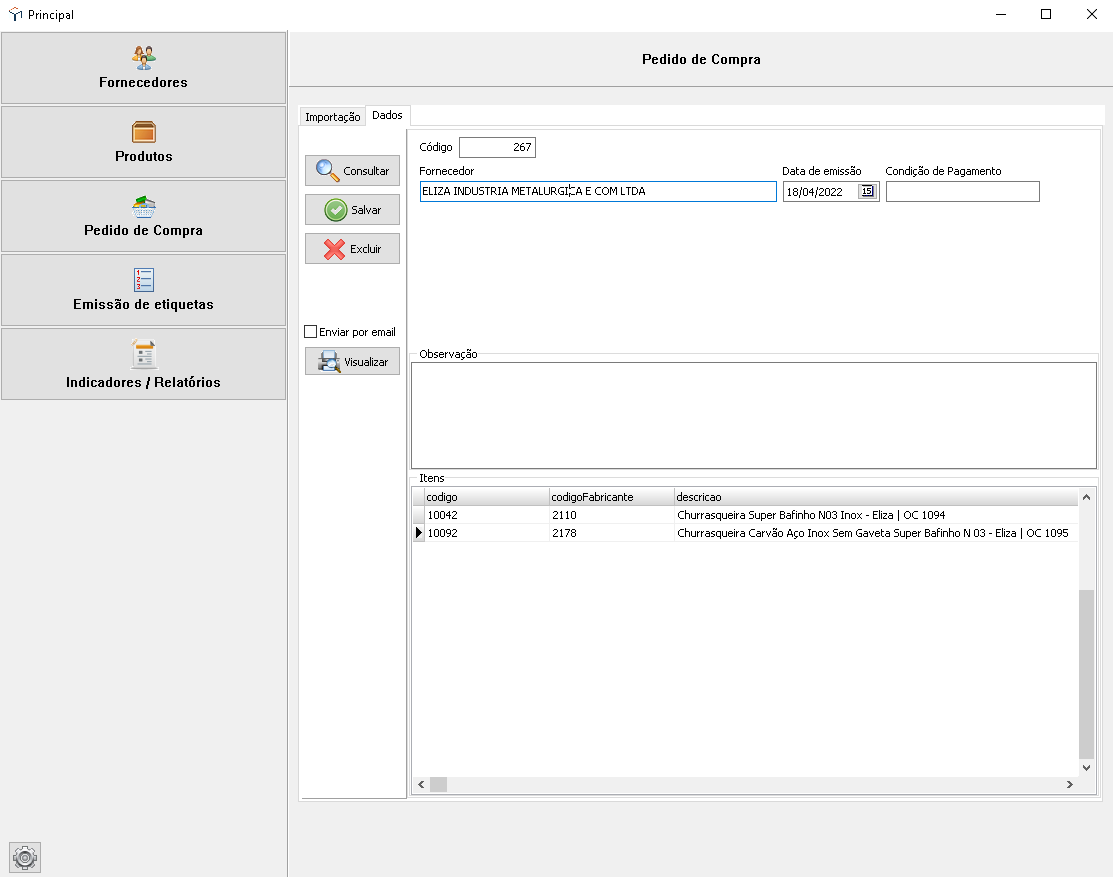 Principal
Fornecedores
Produtos
Pedido de Compra
Emissão de etiquetas
Indicadores / Relatórios
Pedido de Compra
Importação Dados
Consultar
Salvar
Excluir
Enviar por email
Visualizar
Código 267
Fornecedor Data de emissão Condição de Pagamento
ELIZA INDUSTRIA METALURGICA E COM LTDA 18/04/2022 15
Observação
Itens
codigo codigoFabricante descricao
10042 2110 Churrasqueira Super Bafinho N03 Inox - Eliza | OC 1094
10092 2178 Churrasqueira Carvão Aço Inox Sem Gaveta Super Bafinho N 03 - Eliza | OC 1095